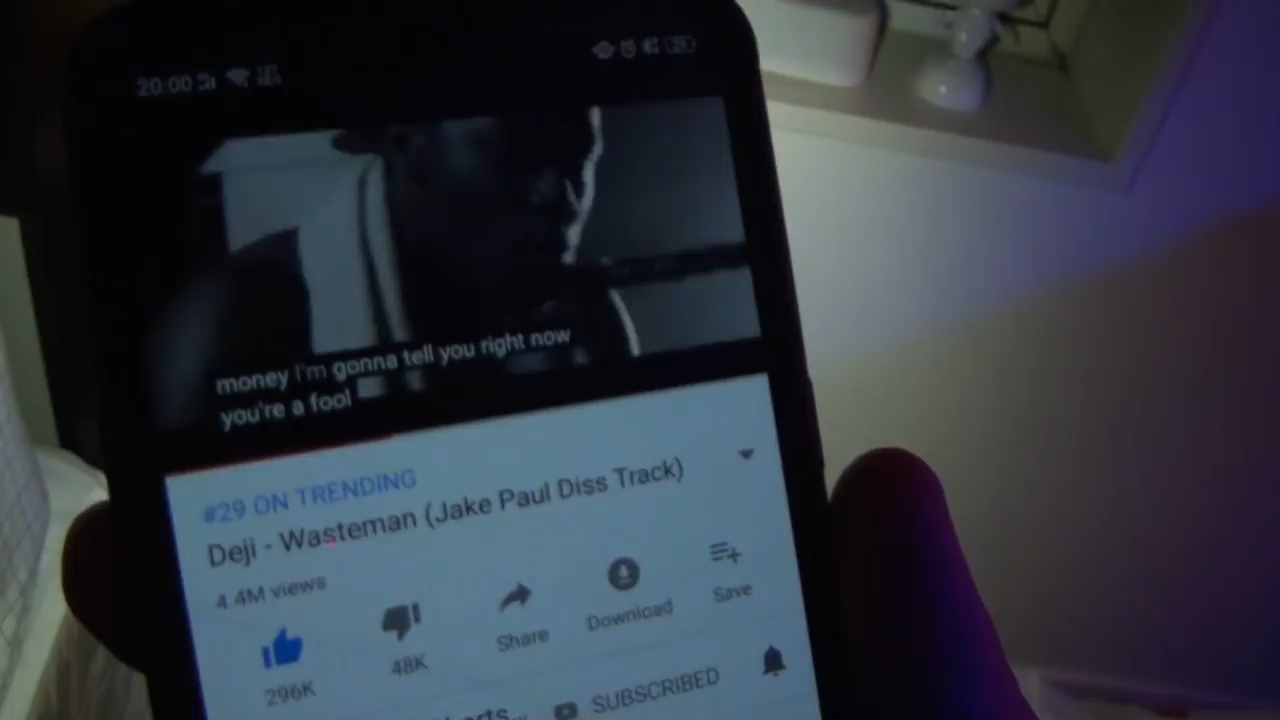 20:00
money I'm gonna tell you right now
you're a fool
#29 ON TRENDING
Deji - Wasteman (Jake Paul Diss Track)
4.4M views
296K
48K
Share
Download
Save
SUBSCRIBED